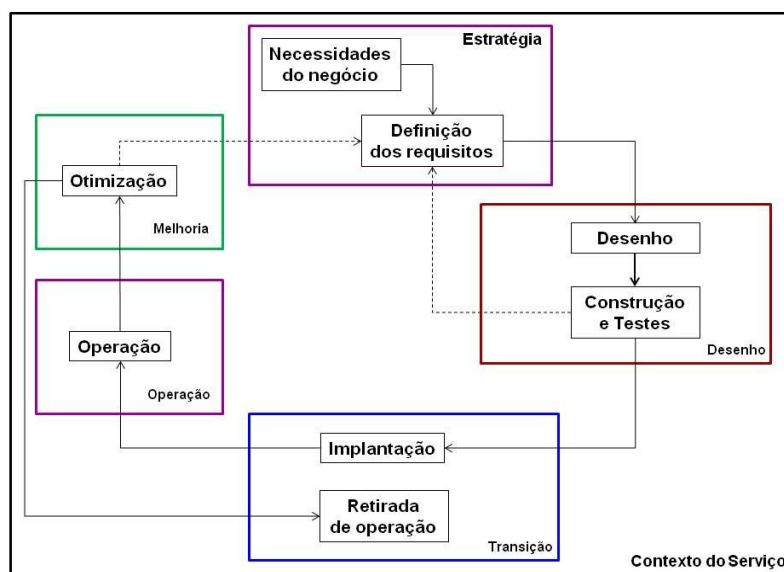 Estratégia
Necessidades
do negócio
Definição
dos requisitos
Otimização
Melhoria
Desenho
Construção
e Testes
Desenho
Operação
Operação
Implantação
Retirada
de operação
Transição
Contexto do Serviço